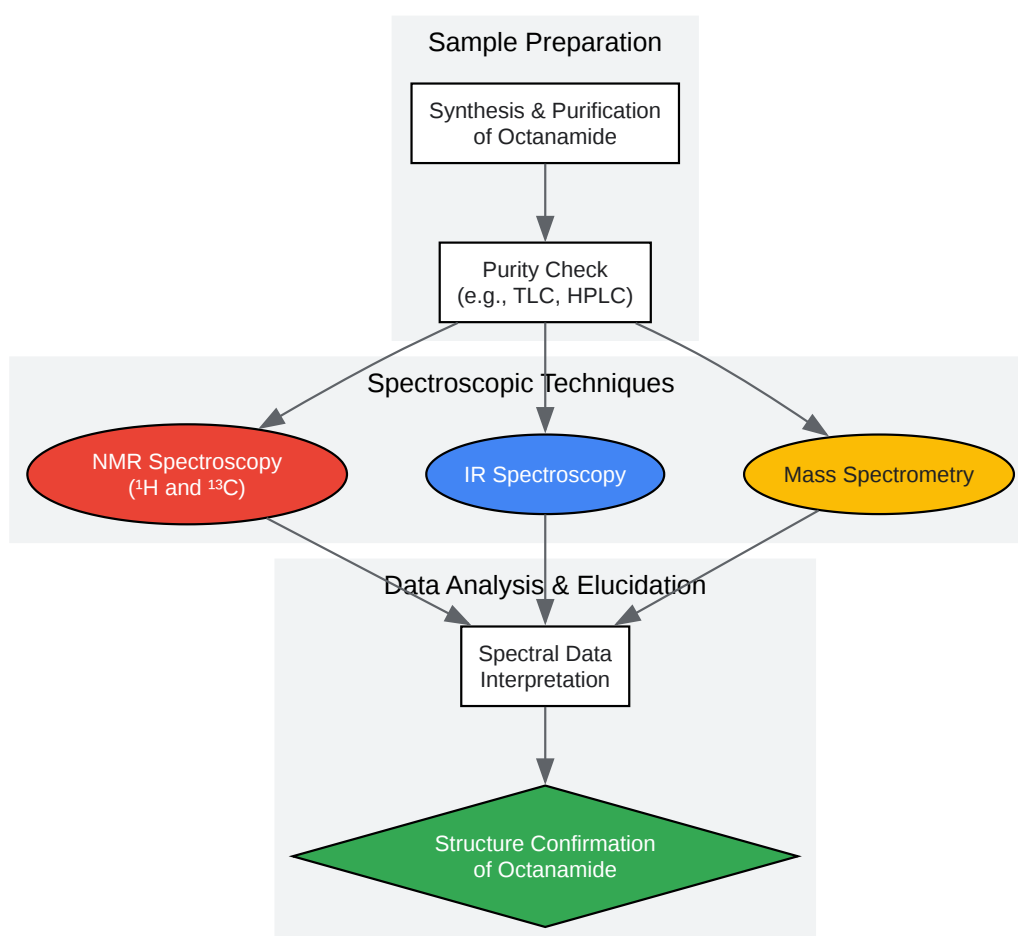 Sample Preparation
Synthesis & Purification
of Octanamide
Purity Check
(e.g., TLC, HPLC)
Spectroscopic Techniques
NMR Spectroscopy
(¹H and ¹³C)
IR Spectroscopy
Mass Spectrometry
Data Analysis & Elucidation
Spectral Data
Interpretation
Structure Confirmation
of Octanamide